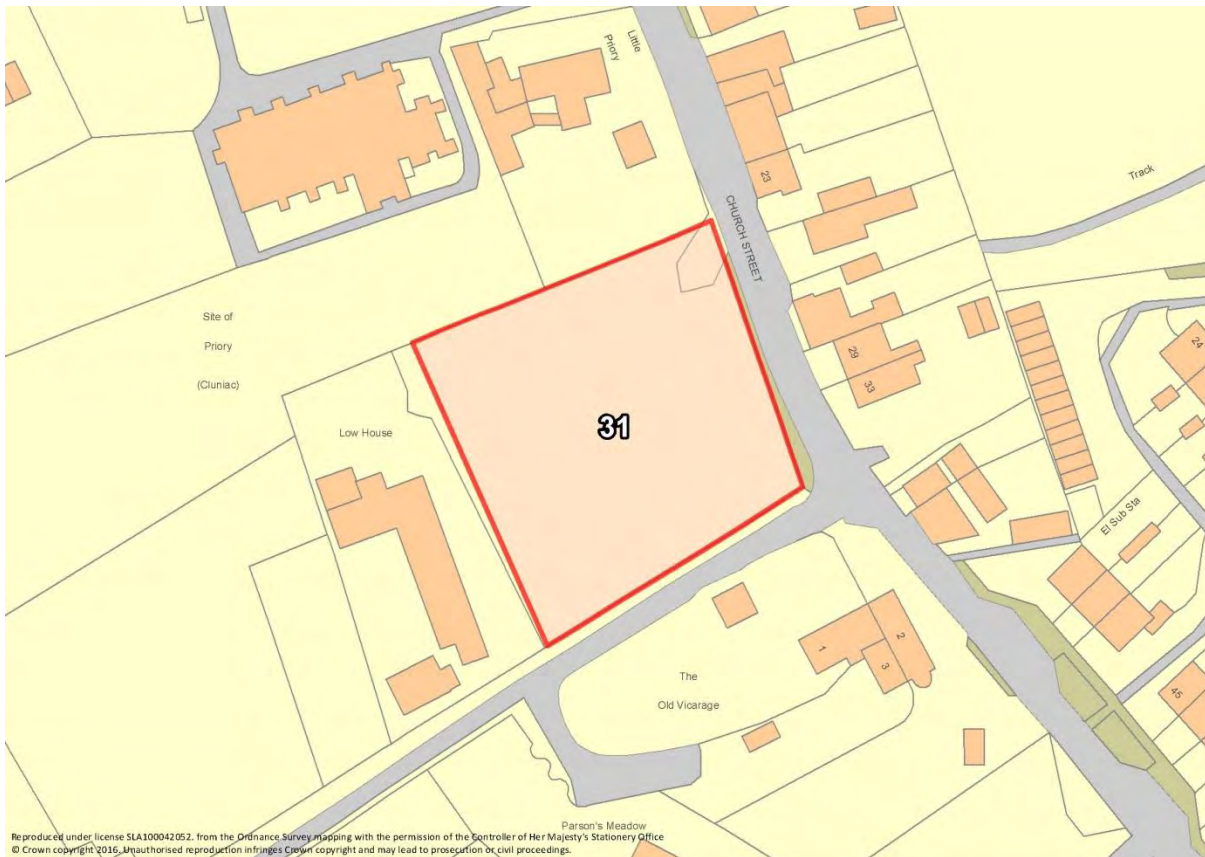 Little
Priory
23
CHURCH STREET
Track
Site of
Priory
(Cluniac)
24
29
33
Low House
31
El Sub Sta
2
1
3
The
Old Vicarage
45
Parson's Meadow
Reproduced under license SLA100042052. from the Ordnance Survey mapping with the permission of the Controller of Her Majesty's Stationery Office
© Crown copyright 2016. Unauthorised reproduction infringes Crown copyright and may lead to prosecution or civil proceedings.